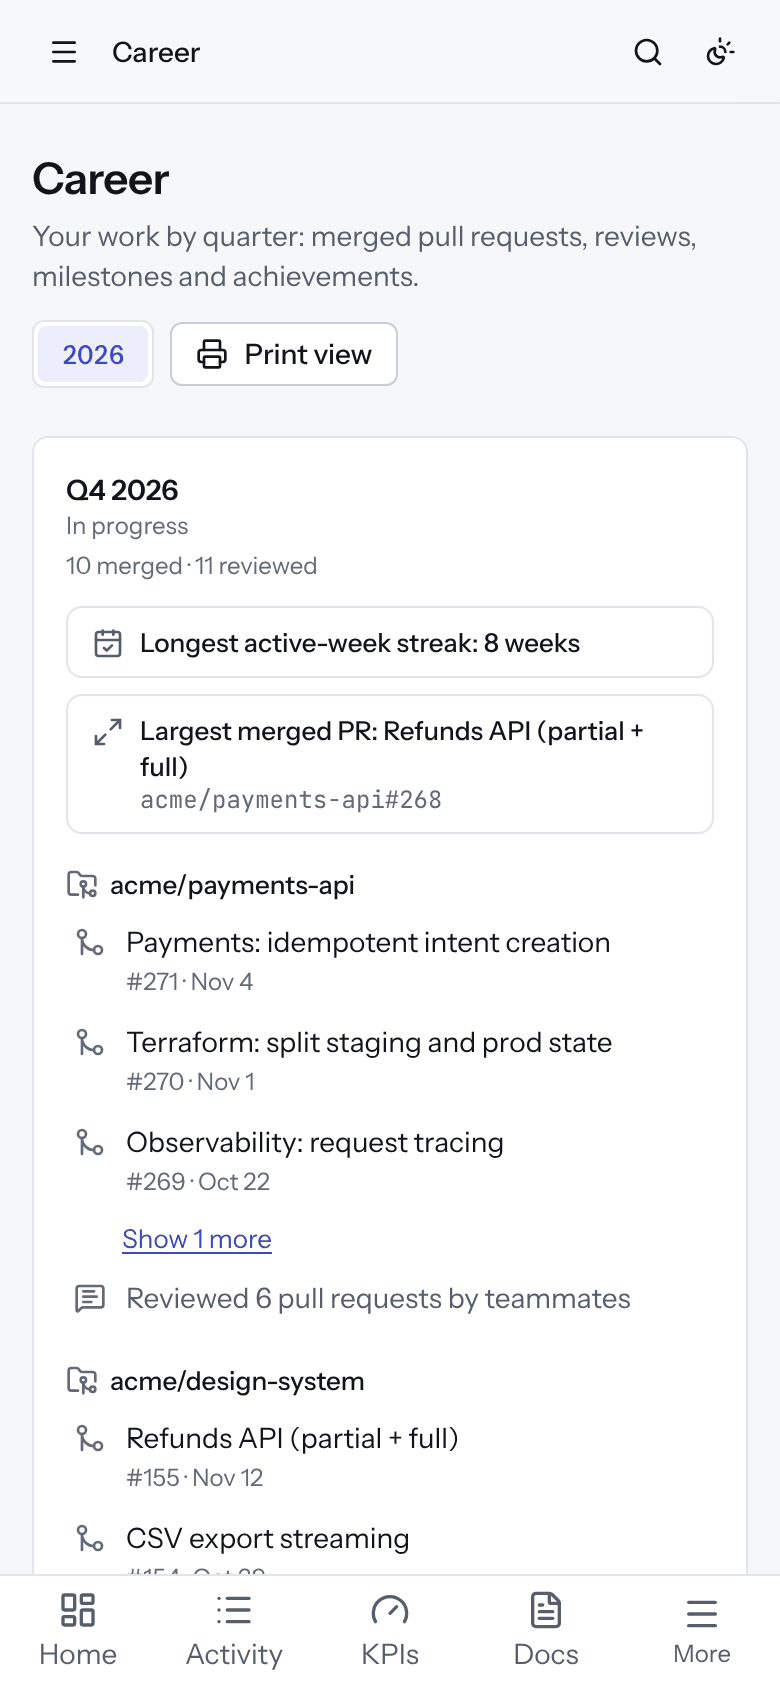 Career
Career
Your work by quarter: merged pull requests, reviews,
milestones and achievements.
2026
Print view
Q4 2026
In progress
10 merged · 11 reviewed
Longest active-week streak: 8 weeks
Largest merged PR: Refunds API (partial +
full)
acme/payments-api#268
acme/payments-api
Payments: idempotent intent creation
#271 · Nov 4
Terraform: split staging and prod state
#270 · Nov 1
Observability: request tracing
#269 · Oct 22
Show 1 more
Reviewed 6 pull requests by teammates
acme/design-system
Refunds API (partial + full)
#155 · Nov 12
CSV export streaming
Home
Activity
KPIs
Docs
More